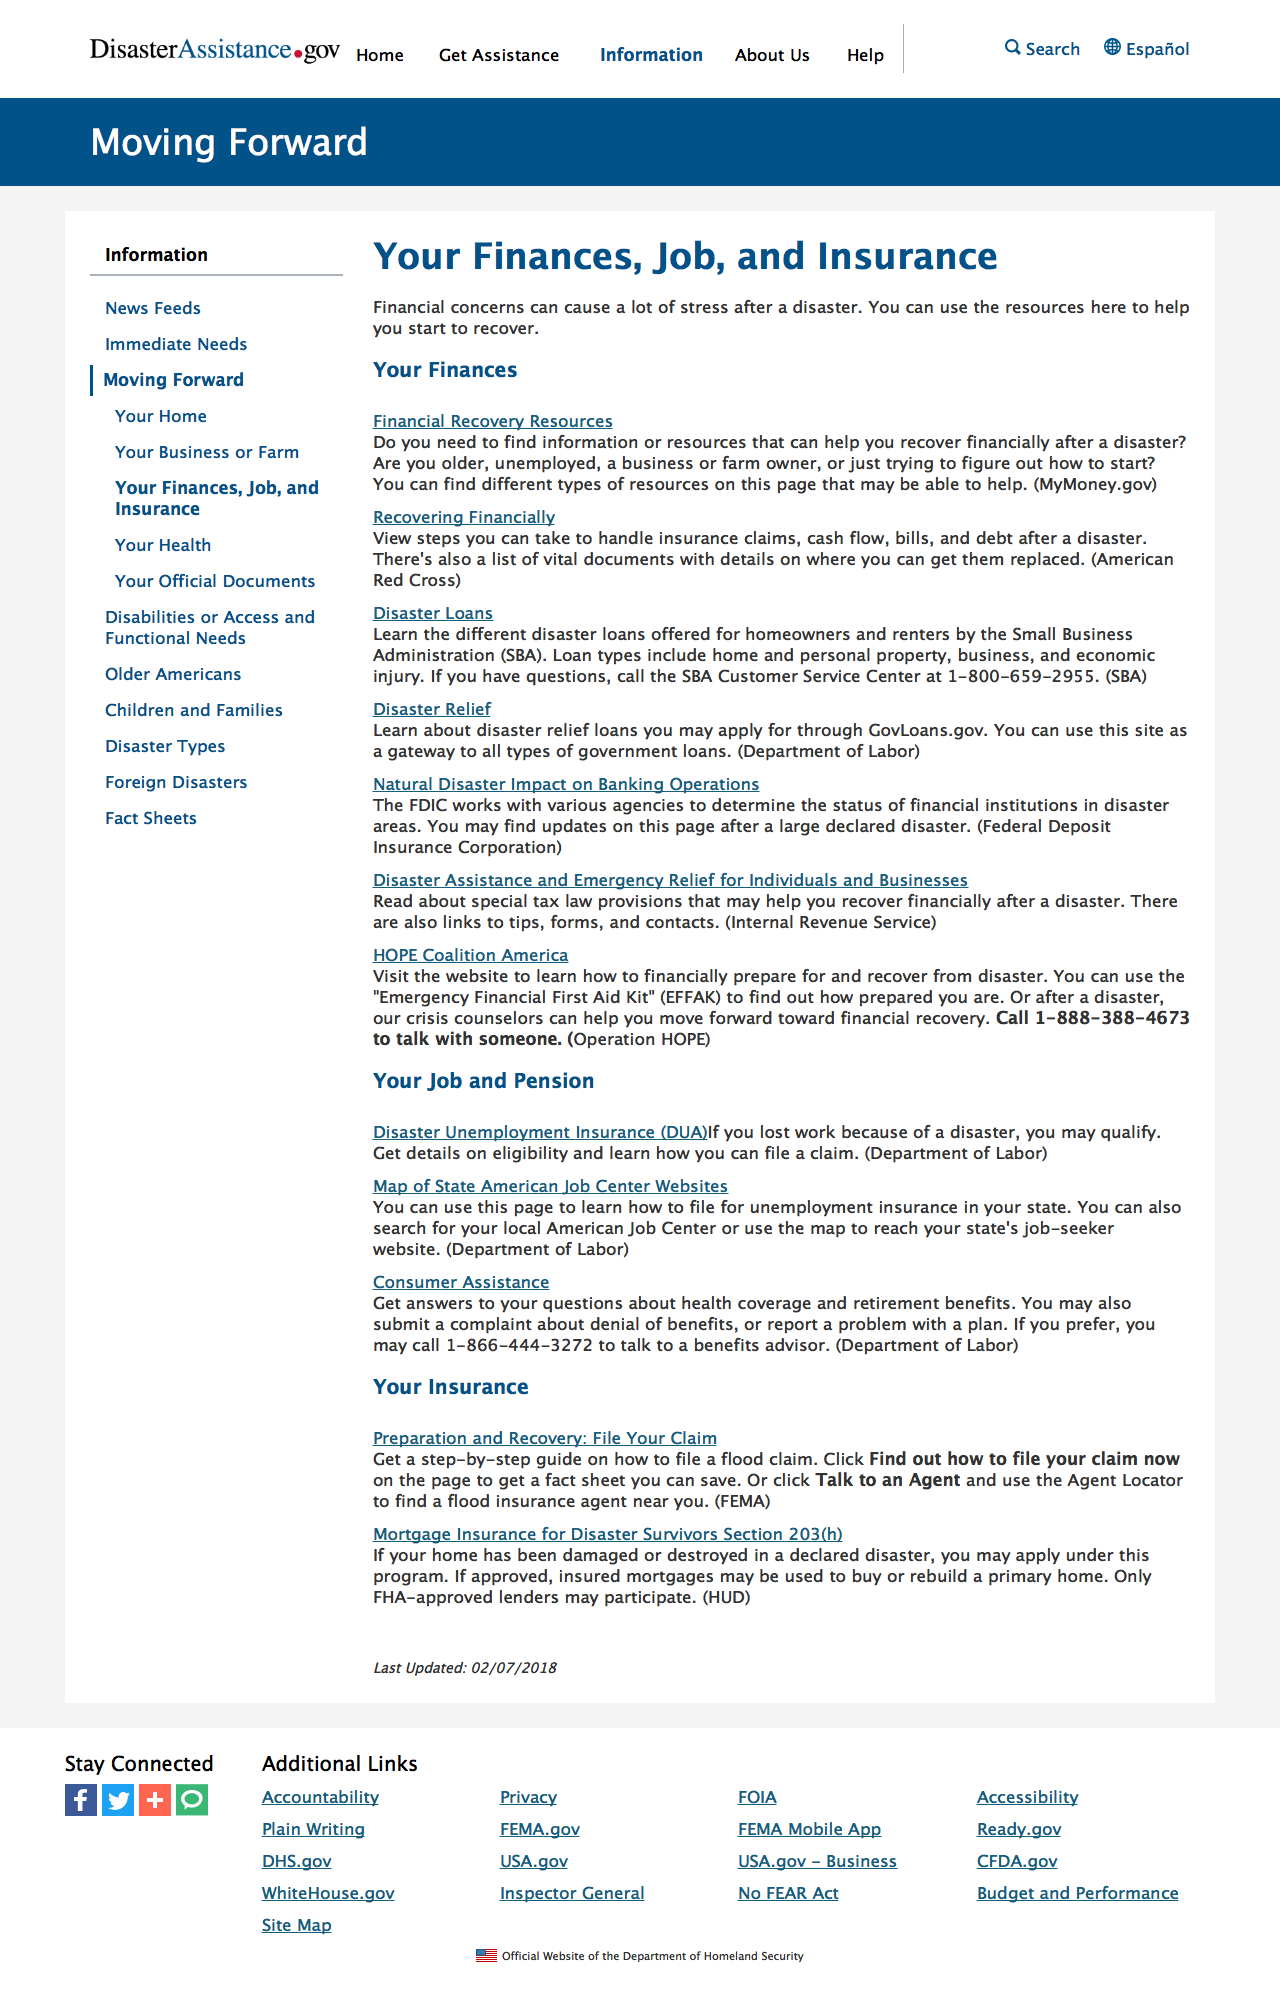 DisasterAssistance.gov
Home
Get Assistance
Information
About Us
Help
Search
Español
Moving Forward
Information
News Feeds
Immediate Needs
Moving Forward
Your Home
Your Business or Farm
Your Finances, Job, and
Insurance
Your Health
Your Official Documents
Disabilities or Access and
Functional Needs
Older Americans
Children and Families
Disaster Types
Foreign Disasters
Fact Sheets
Your Finances, Job, and Insurance
Financial concerns can cause a lot of stress after a disaster. You can use the resources here to help
you start to recover.
Your Finances
Financial Recovery Resources
Do you need to find information or resources that can help you recover financially after a disaster?
Are you older, unemployed, a business or farm owner, or just trying to figure out how to start?
You can find different types of resources on this page that may be able to help. (MyMoney.gov)
Recovering Financially
View steps you can take to handle insurance claims, cash flow, bills, and debt after a disaster.
There's also a list of vital documents with details on where you can get them replaced. (American
Red Cross)
Disaster Loans
Learn the different disaster loans offered for homeowners and renters by the Small Business
Administration (SBA). Loan types include home and personal property, business, and economic
injury. If you have questions, call the SBA Customer Service Center at 1-800-659-2955. (SBA)
Disaster Relief
Learn about disaster relief loans you may apply for through GovLoans.gov. You can use this site as
a gateway to all types of government loans. (Department of Labor)
Natural Disaster Impact on Banking Operations
The FDIC works with various agencies to determine the status of financial institutions in disaster
areas. You may find updates on this page after a large declared disaster. (Federal Deposit
Insurance Corporation)
Disaster Assistance and Emergency Relief for Individuals and Businesses
Read about special tax law provisions that may help you recover financially after a disaster. There
are also links to tips, forms, and contacts. (Internal Revenue Service)
HOPE Coalition America
Visit the website to learn how to financially prepare for and recover from disaster. You can use the
"Emergency Financial First Aid Kit" (EFFAK) to find out how prepared you are. Or after a disaster,
our crisis counselors can help you move forward toward financial recovery. Call 1-888-388-4673
to talk with someone. (Operation HOPE)
Your Job and Pension
Disaster Unemployment Insurance (DUA)If you lost work because of a disaster, you may qualify.
Get details on eligibility and learn how you can file a claim. (Department of Labor)
Map of State American Job Center Websites
You can use this page to learn how to file for unemployment insurance in your state. You can also
search for your local American Job Center or use the map to reach your state's job-seeker
website. (Department of Labor)
Consumer Assistance
Get answers to your questions about health coverage and retirement benefits. You may also
submit a complaint about denial of benefits, or report a problem with a plan. If you prefer, you
may call 1-866-444-3272 to talk to a benefits advisor. (Department of Labor)
Your Insurance
Preparation and Recovery: File Your Claim
Get a step-by-step guide on how to file a flood claim. Click Find out how to file your claim now
on the page to get a fact sheet you can save. Or click Talk to an Agent and use the Agent Locator
to find a flood insurance agent near you. (FEMA)
Mortgage Insurance for Disaster Survivors Section 203(h)
If your home has been damaged or destroyed in a declared disaster, you may apply under this
program. If approved, insured mortgages may be used to buy or rebuild a primary home. Only
FHA-approved lenders may participate. (HUD)
Last Updated: 02/07/2018
Stay Connected
Additional Links
Accountability
Privacy
FOIA
Accessibility
Plain Writing
FEMA.gov
FEMA Mobile App
Ready.gov
DHS.gov
USA.gov
USA.gov - Business
CFDA.gov
WhiteHouse.gov
Inspector General
No FEAR Act
Budget and Performance
Site Map
Official Website of the Department of Homeland Security